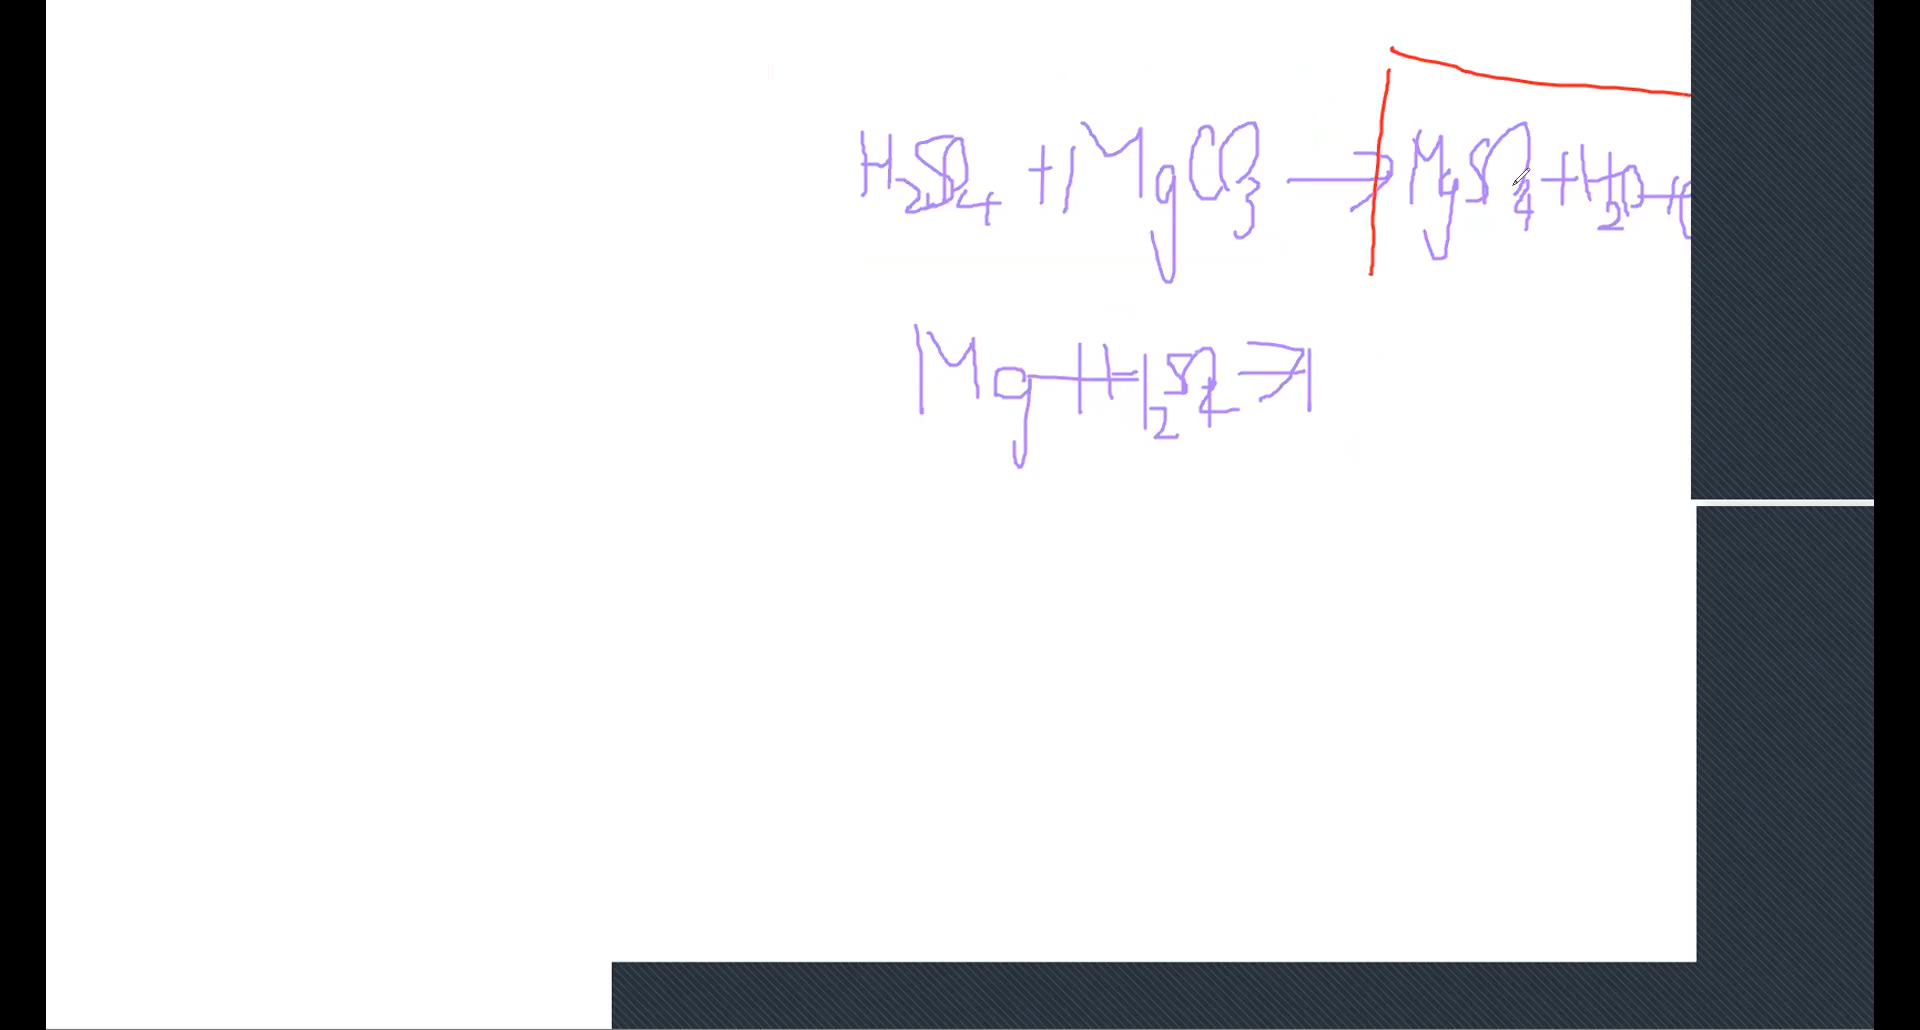 H₂SO₄ + MgCO₃ → MgSO₄ + H₂O +
Mg + H₂SO₄ →